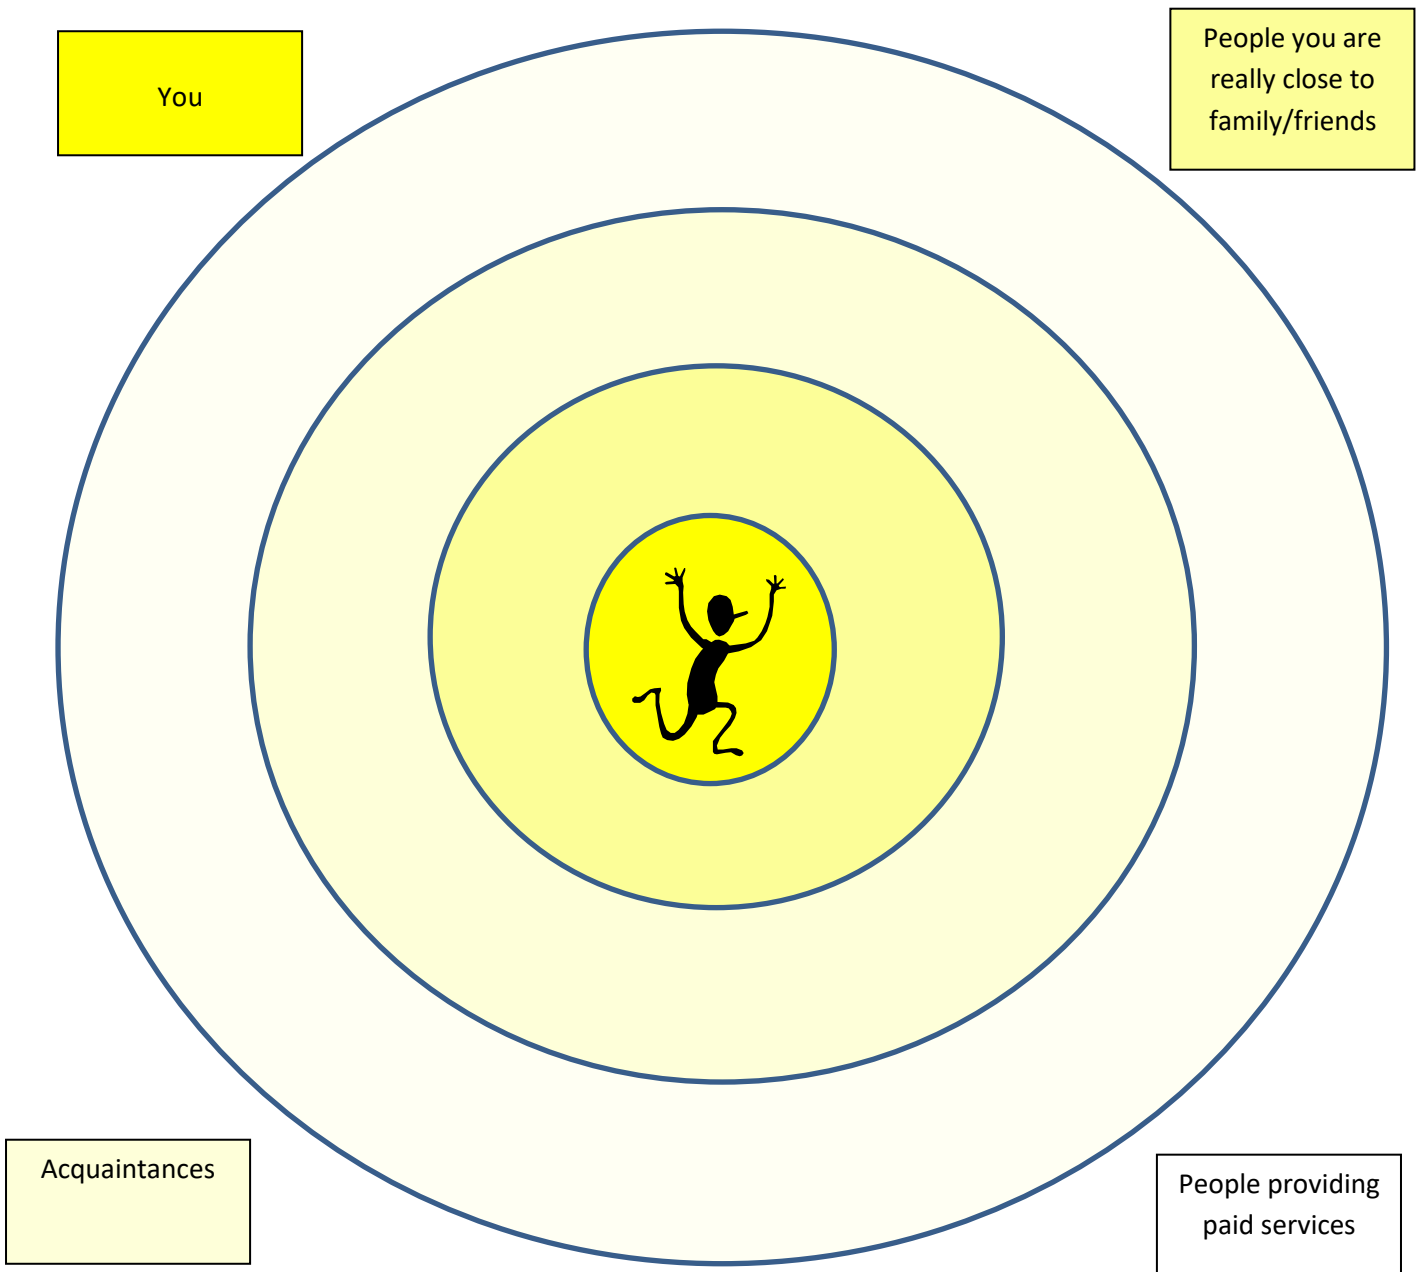 You
People you are
really close to
family/friends
Acquaintances
People providing
paid services